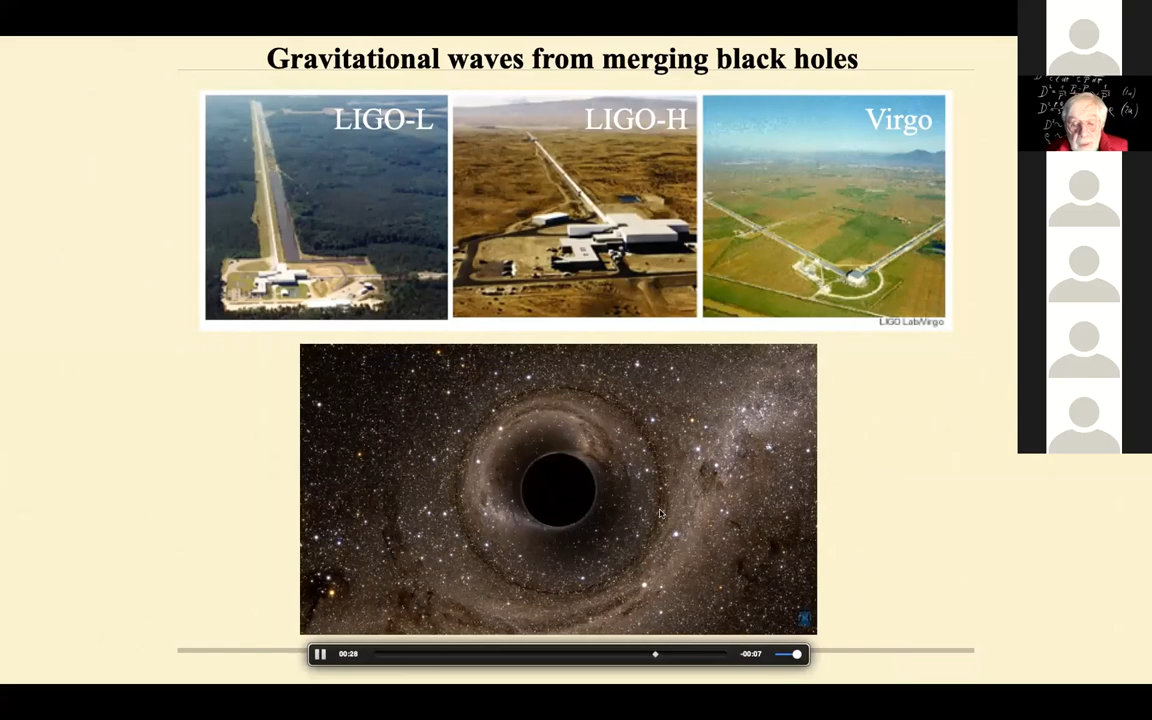 Gravitational waves from merging black holes
LIGO-L
LIGO-H
Virgo
LIGO Lab/Virgo
00:28
-00:07